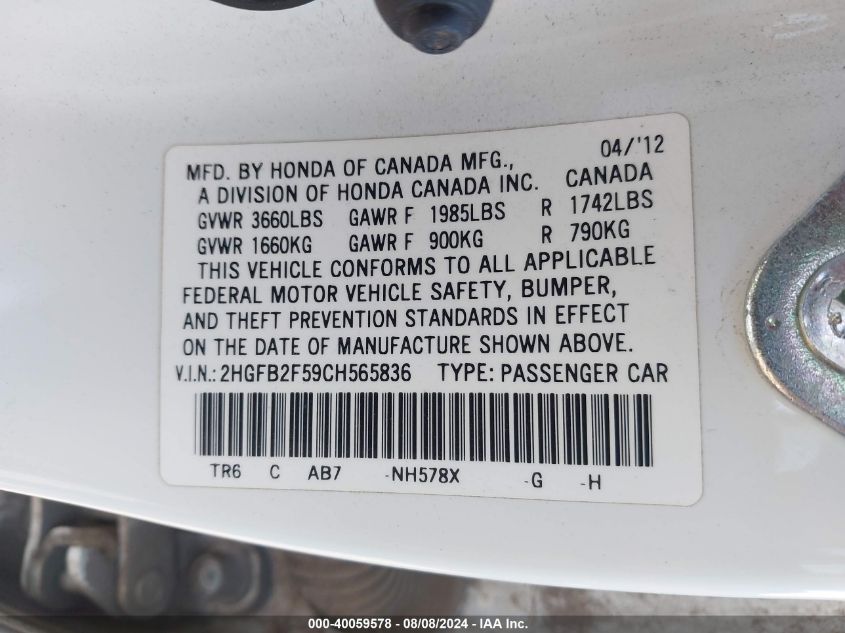 04/'12
MFD. BY HONDA OF CANADA MFG.,
A DIVISION OF HONDA CANADA INC. CANADA
GVWR 3660LBS GAWR F 1985LBS R 1742LBS
GVWR 1660KG GAWR F 900KG R 790KG
THIS VEHICLE CONFORMS TO ALL APPLICABLE
FEDERAL MOTOR VEHICLE SAFETY, BUMPER,
AND THEFT PREVENTION STANDARDS IN EFFECT
ON THE DATE OF MANUFACTURE SHOWN ABOVE.
V.I.N.: 2HGFB2F59CH565836 TYPE: PASSENGER CAR
TR6 C AB7 -NH578X -G -H
000-40059578 - 08/08/2024 - IAA Inc.